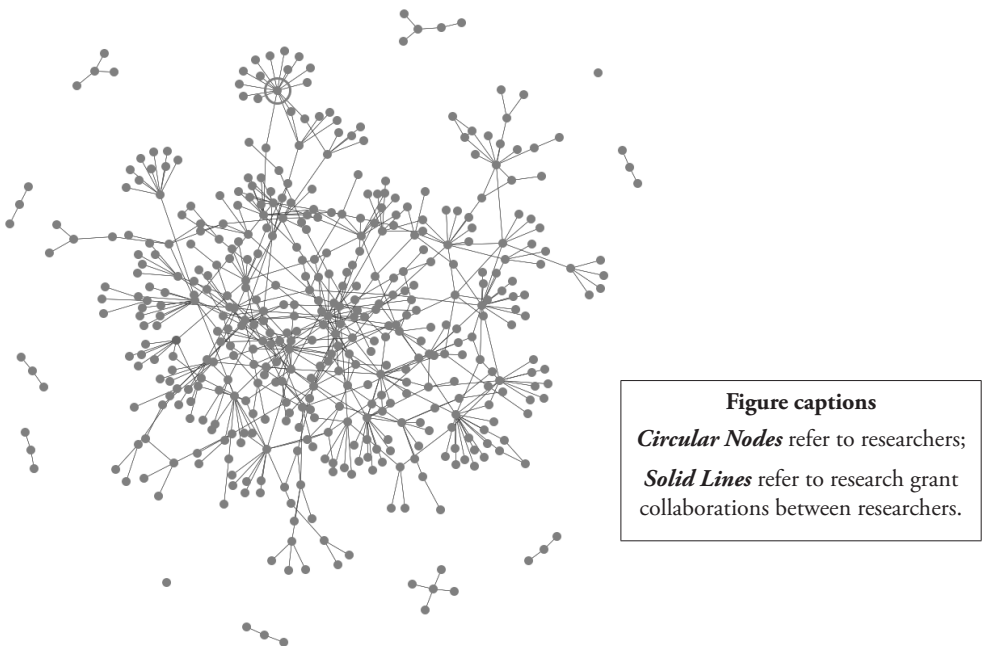 Figure captions
Circular Nodes refer to researchers;
Solid Lines refer to research grant
collaborations between researchers.